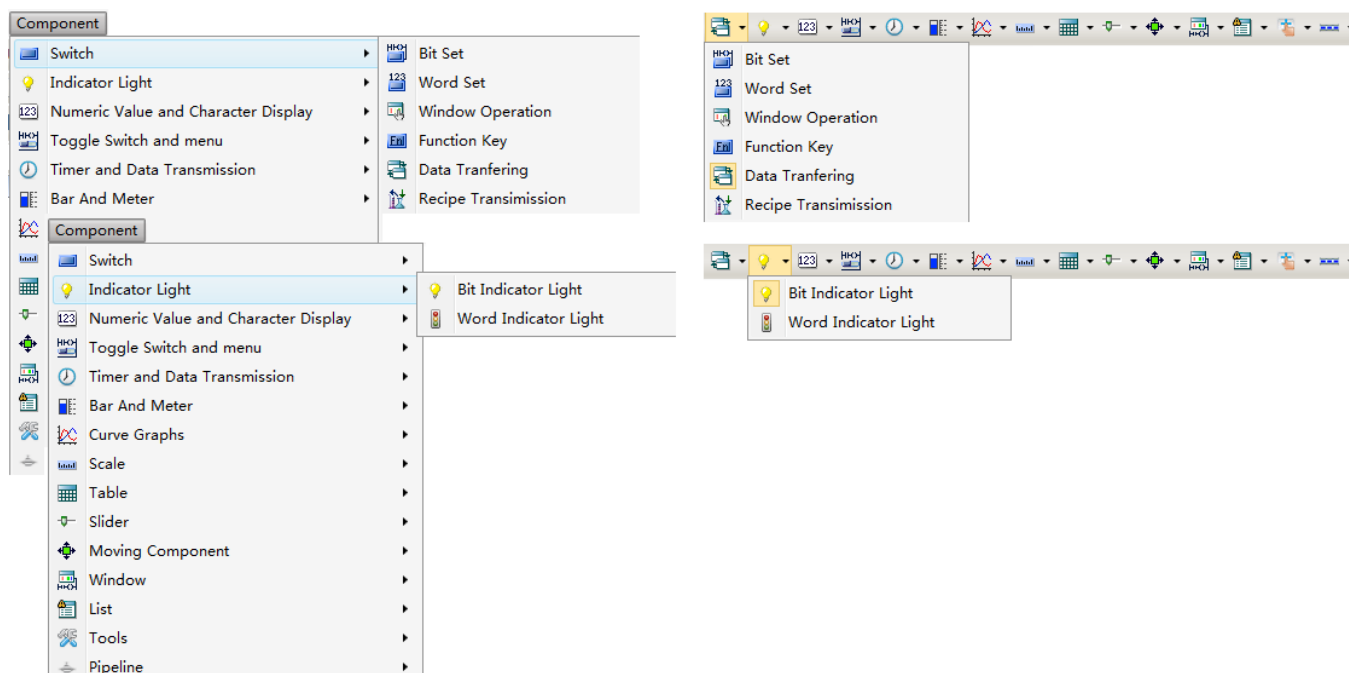 Component
Switch
Indicator Light
Numeric Value and Character Display
Toggle Switch and menu
Timer and Data Transmission
Bar And Meter
Bit Set
Word Set
Window Operation
Function Key
Data Tranfering
Recipe Transimission
Component
Switch
Indicator Light
Numeric Value and Character Display
Toggle Switch and menu
Timer and Data Transmission
Bar And Meter
Curve Graphs
Scale
Table
Slider
Moving Component
Window
List
Tools
Pipeline
Bit Indicator Light
Word Indicator Light
Bit Set
Word Set
Window Operation
Function Key
Data Tranfering
Recipe Transimission
Bit Indicator Light
Word Indicator Light